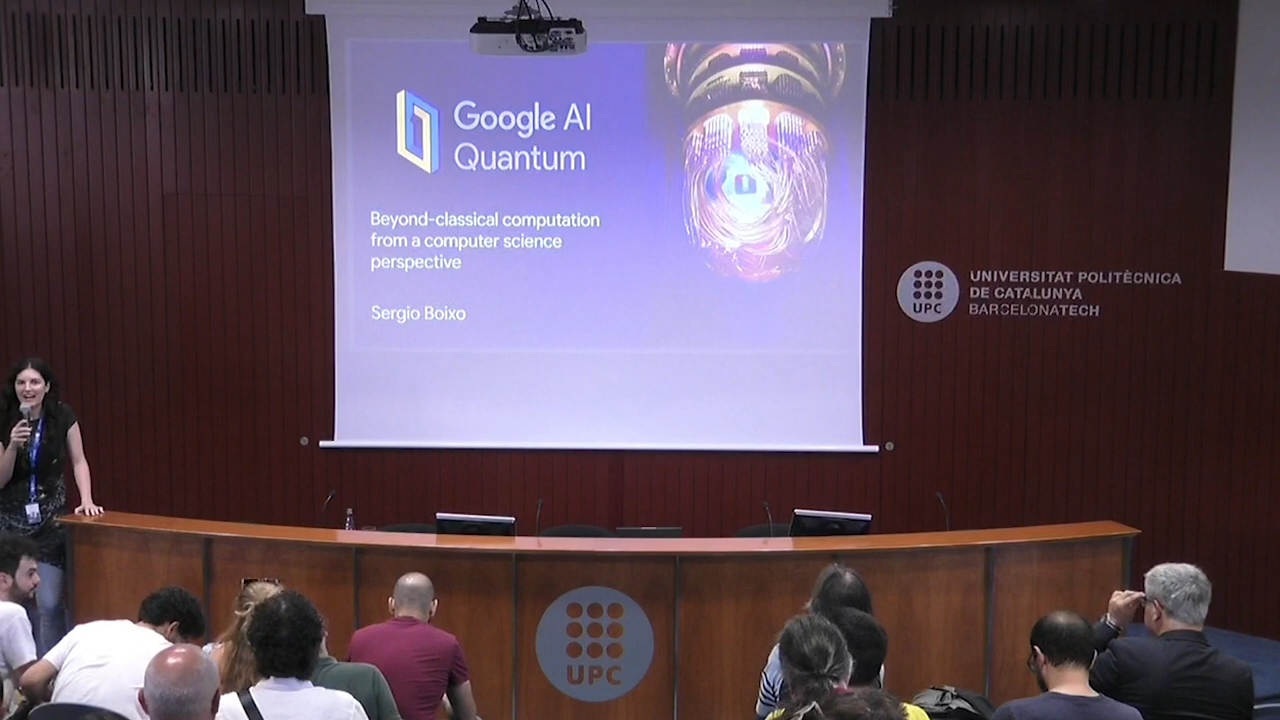 Google AI
Quantum
Beyond-classical computation
from a computer science
perspective
Sergio Boixo
UPC
UNIVERSITAT POLITÈCNICA
DE CATALUNYA
BARCELONATECH
UPC